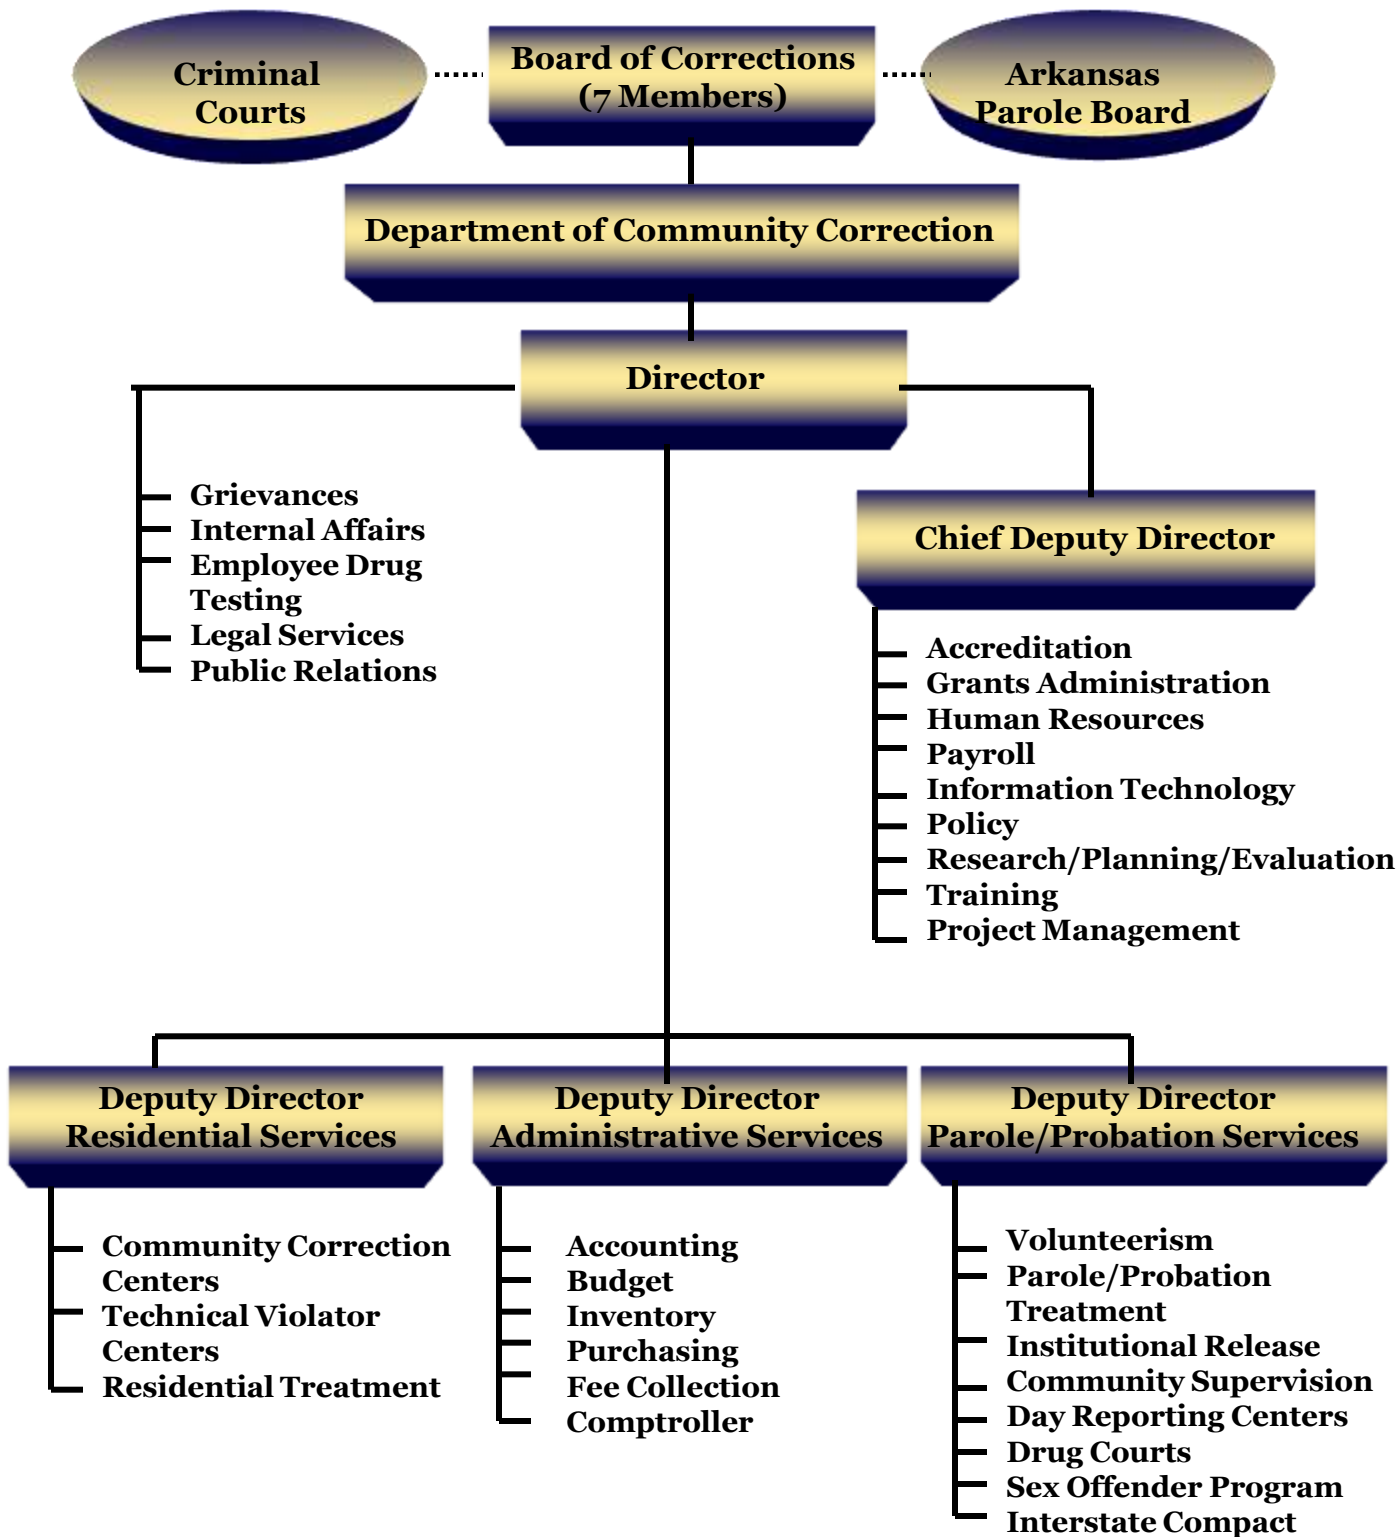 Criminal
Courts
Board of Corrections
(7 Members)
Arkansas
Parole Board
Department of Community Correction
Director
Grievances
Internal Affairs
Employee Drug
Testing
Legal Services
Public Relations
Chief Deputy Director
Accreditation
Grants Administration
Human Resources
Payroll
Information Technology
Policy
Research/Planning/Evaluation
Training
Project Management
Deputy Director
Residential Services
Community Correction
Centers
Technical Violator
Centers
Residential Treatment
Deputy Director
Administrative Services
Accounting
Budget
Inventory
Purchasing
Fee Collection
Comptroller
Deputy Director
Parole/Probation Services
Volunteerism
Parole/Probation
Treatment
Institutional Release
Community Supervision
Day Reporting Centers
Drug Courts
Sex Offender Program
Interstate Compact